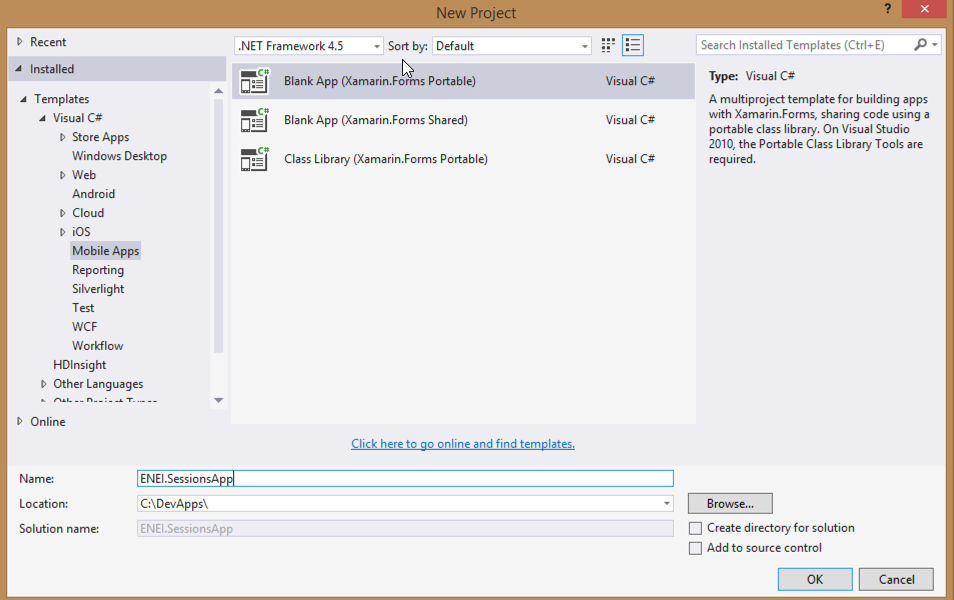 New Project
?
Recent
Installed
Templates
Visual C#
Store Apps
Windows Desktop
Web
Android
Cloud
iOS
Mobile Apps
Reporting
Silverlight
Test
WCF
Workflow
HDInsight
Other Languages
Other Project Types
Online
.NET Framework 4.5
Sort by: Default
C#
Blank App (Xamarin.Forms Portable) Visual C#
C#
Blank App (Xamarin.Forms Shared) Visual C#
C#
Class Library (Xamarin.Forms Portable) Visual C#
Click here to go online and find templates.
Search Installed Templates (Ctrl+E)
Type: Visual C#
A multiproject template for building apps
with Xamarin.Forms, sharing code using a
portable class library. On Visual Studio
2010, the Portable Class Library Tools are
required.
Name: ENEI.SessionsApp
Location: C:\DevApps\
Browse...
Solution name: ENEI.SessionsApp
Create directory for solution
Add to source control
OK
Cancel